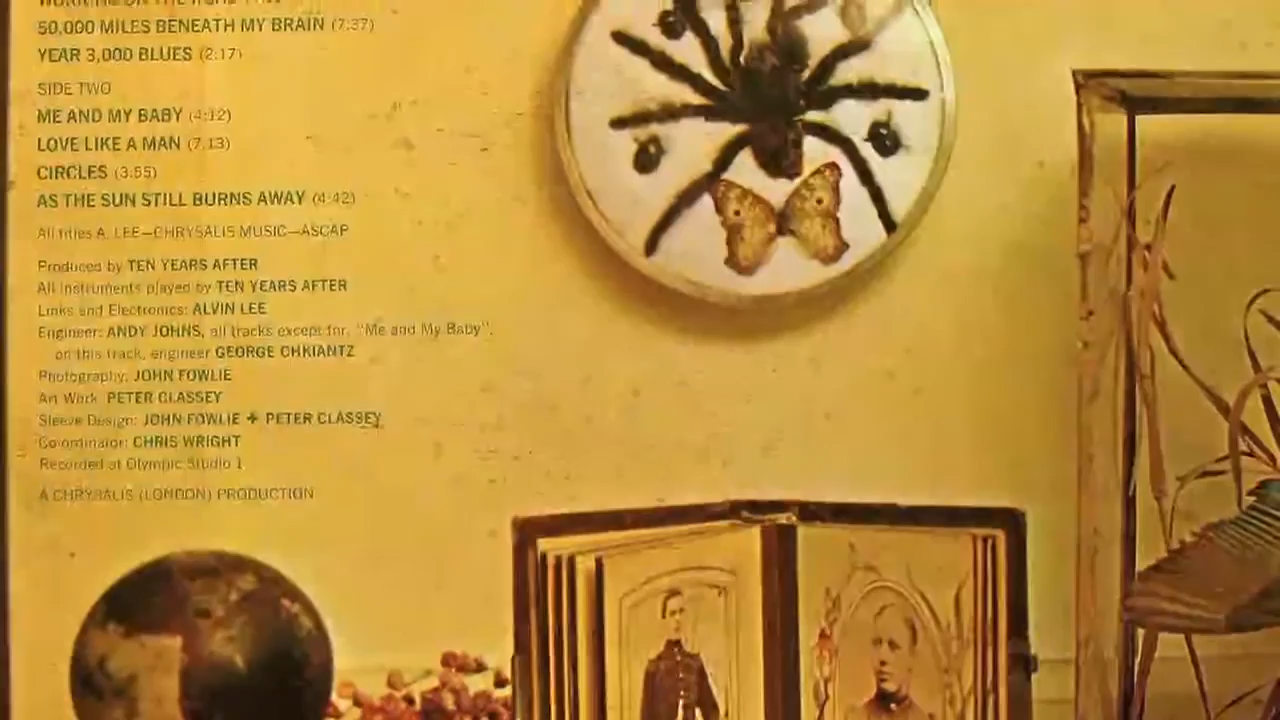 WORKING ON THE ROAD
50,000 MILES BENEATH MY BRAIN (7:37)
YEAR 3,000 BLUES (2:17)
SIDE TWO
ME AND MY BABY (4:12)
LOVE LIKE A MAN (7:13)
CIRCLES (3:55)
AS THE SUN STILL BURNS AWAY (4:42)
All titles A. LEE—CHRYSALIS MUSIC—ASCAP
Produced by TEN YEARS AFTER
All instruments played by TEN YEARS AFTER
Links and Electronics: ALVIN LEE
Engineer: ANDY JOHNS, all tracks except for, "Me and My Baby",
on this track, engineer GEORGE CHKIANTZ
Photography: JOHN FOWLIE
Art Work PETER CLASSEY
Sleeve Design: JOHN FOWLIE + PETER CLASSEY
Co-ordinator: CHRIS WRIGHT
Recorded at Olympic Studio 1
A CHRYSALIS (LONDON) PRODUCTION